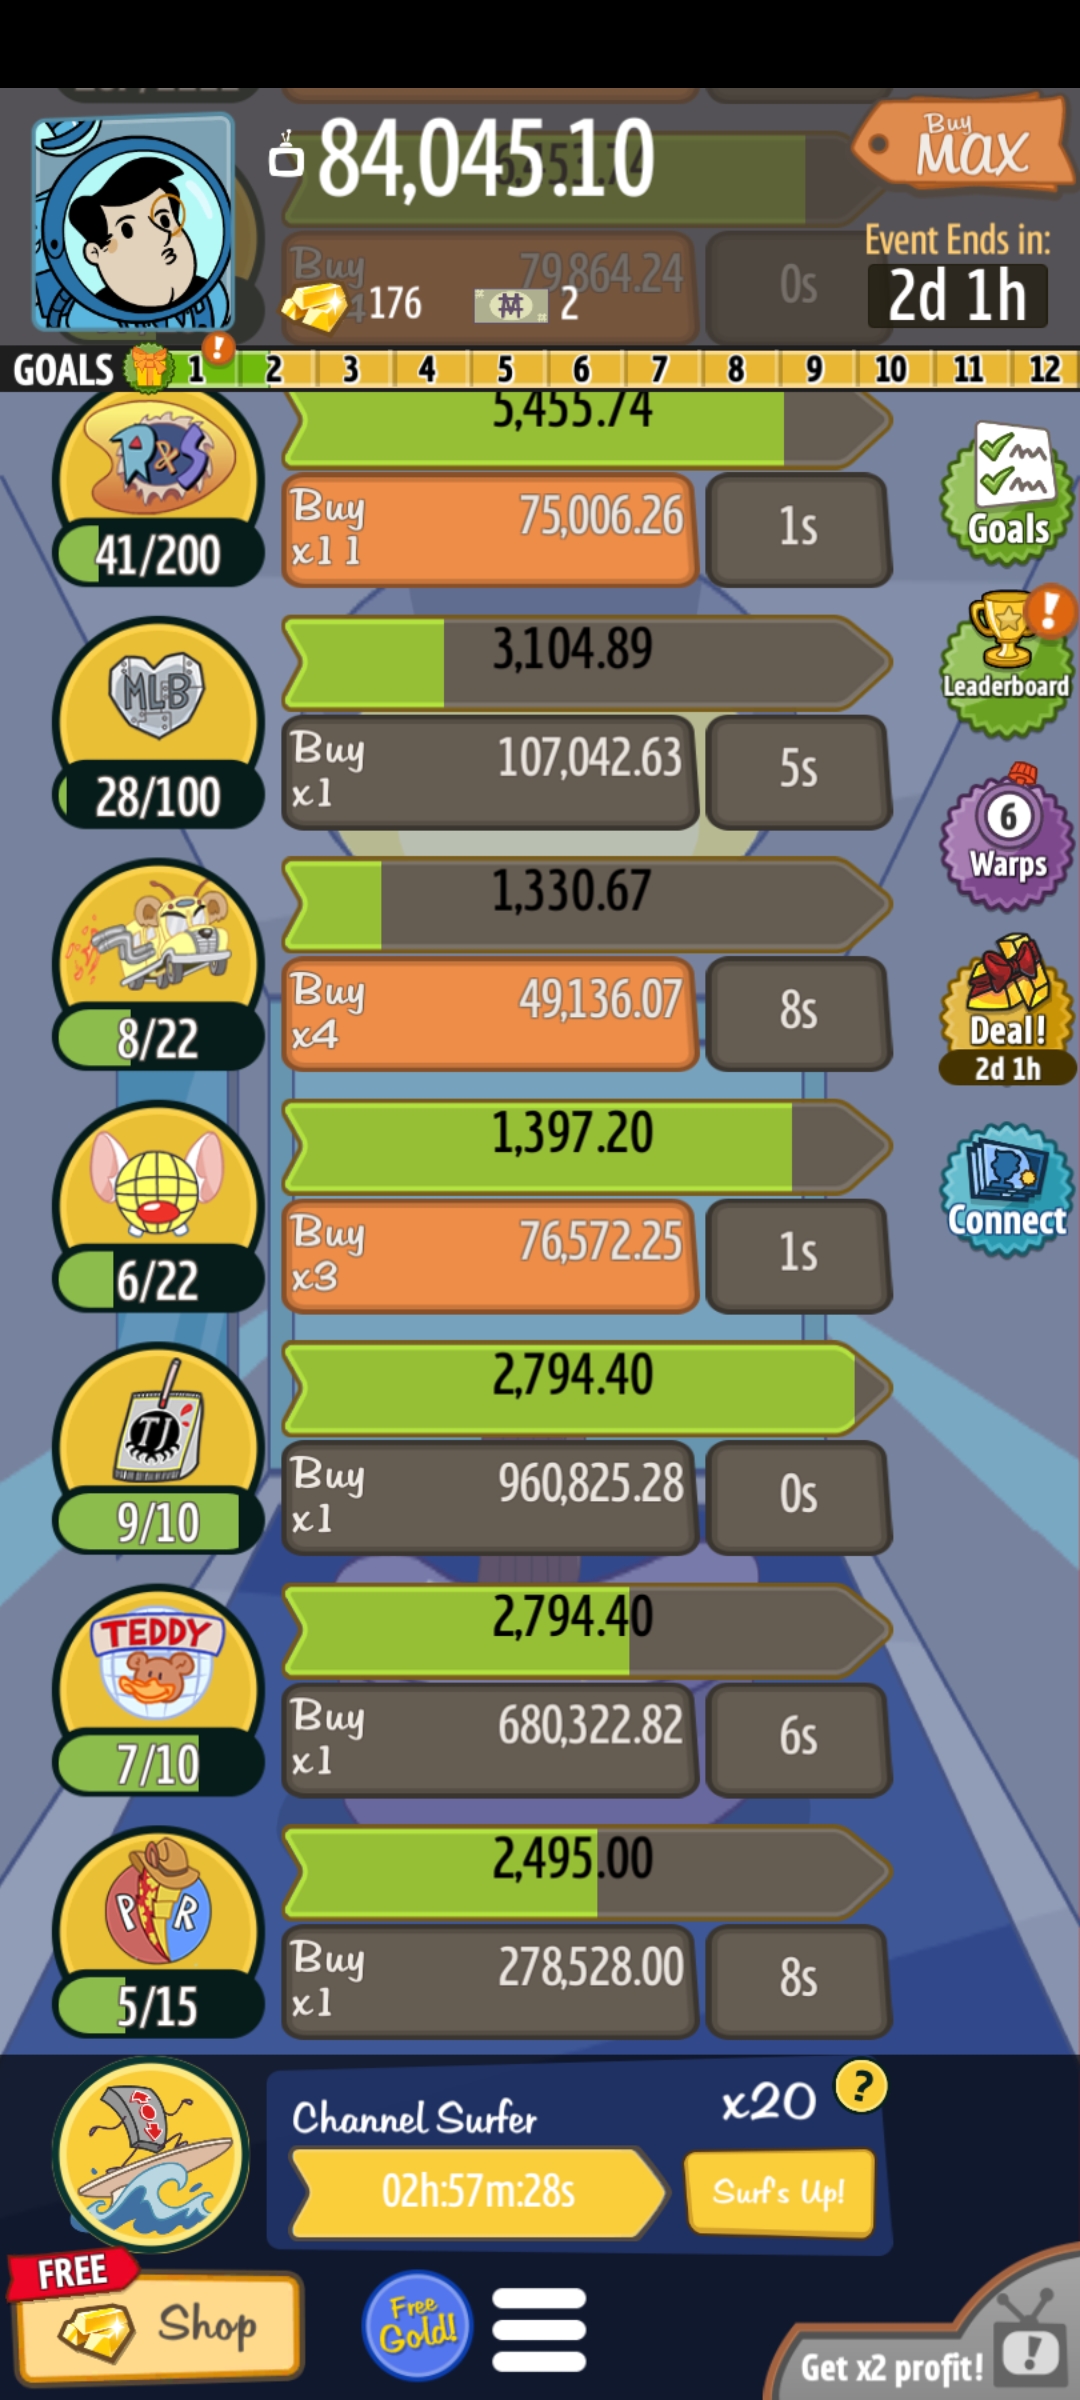 84,045.10
Buy
MAX
6,453.74
Event Ends in:
2d 1h
Buy
79,864.24
0s
176
2
GOALS 1 ! 2 3 4 5 6 7 8 9 10 11 12
5,455.74
R&S
Buy
x11
75,006.26
1s
41/200
Goals
3,104.89
MLB
Buy
x1
107,042.63
5s
28/100
!
Leaderboard
1,330.67
Buy
x4
49,136.07
8s
8/22
6
Warps
Deal!
2d 1h
1,397.20
Buy
x3
76,572.25
1s
6/22
Connect
2,794.40
TJ
Buy
x1
960,825.28
0s
9/10
2,794.40
TEDDY
Buy
x1
680,322.82
6s
7/10
2,495.00
P R
Buy
x1
278,528.00
8s
5/15
Channel Surfer
x20
?
02h:57m:28s
Surf's Up!
FREE
Shop
Free
Gold!
Get x2 profit!
!